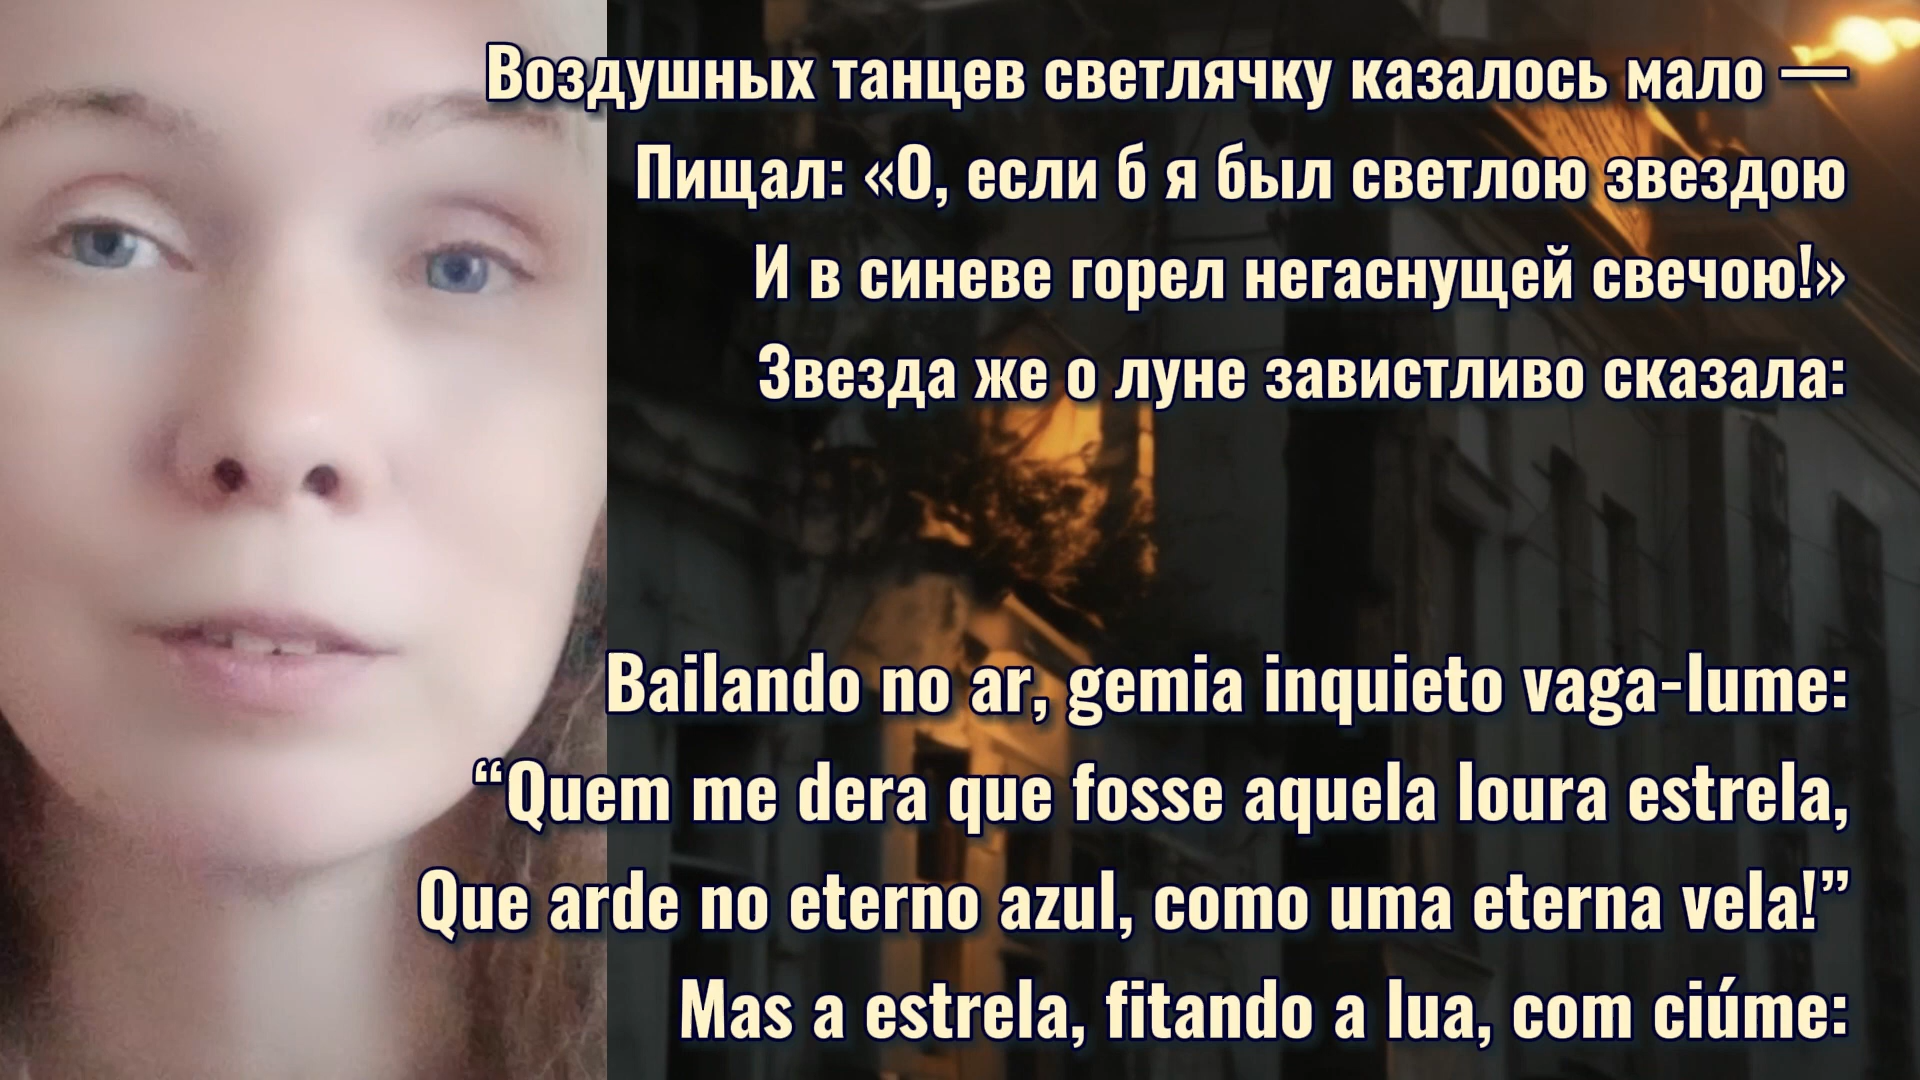 Воздушных танцев светлячку казалось мало —
Пищал: «О, если б я был светлою звездою
И в синеве горел негаснущей свечою!»
Звезда же о луне завистливо сказала:
Bailando no ar, gemia inquieto vaga-lume:
“Quem me dera que fosse aquela loura estrela,
Que arde no eterno azul, como uma eterna vela!”
Mas a estrela, fitando a lua, com ciúme: